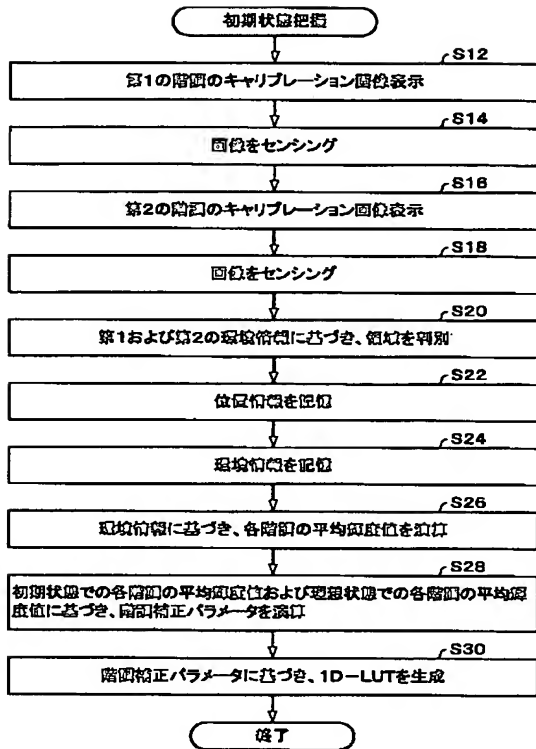 初期状態把握
S12
第1の階調のキャリブレーション画像表示
S14
画像をセンシング
S16
第2の階調のキャリブレーション画像表示
S18
画像をセンシング
S20
第1および第2の環境情報に基づき、領域を判別
S22
位置情報を記憶
S24
環境情報を記憶
S26
環境情報に基づき、各階調の平均輝度値を演算
S28
初期状態での各階調の平均輝度値および理想状態での各階調の平均輝
度値に基づき、階調補正パラメータを演算
S30
階調補正パラメータに基づき、1D-LUTを生成
終了